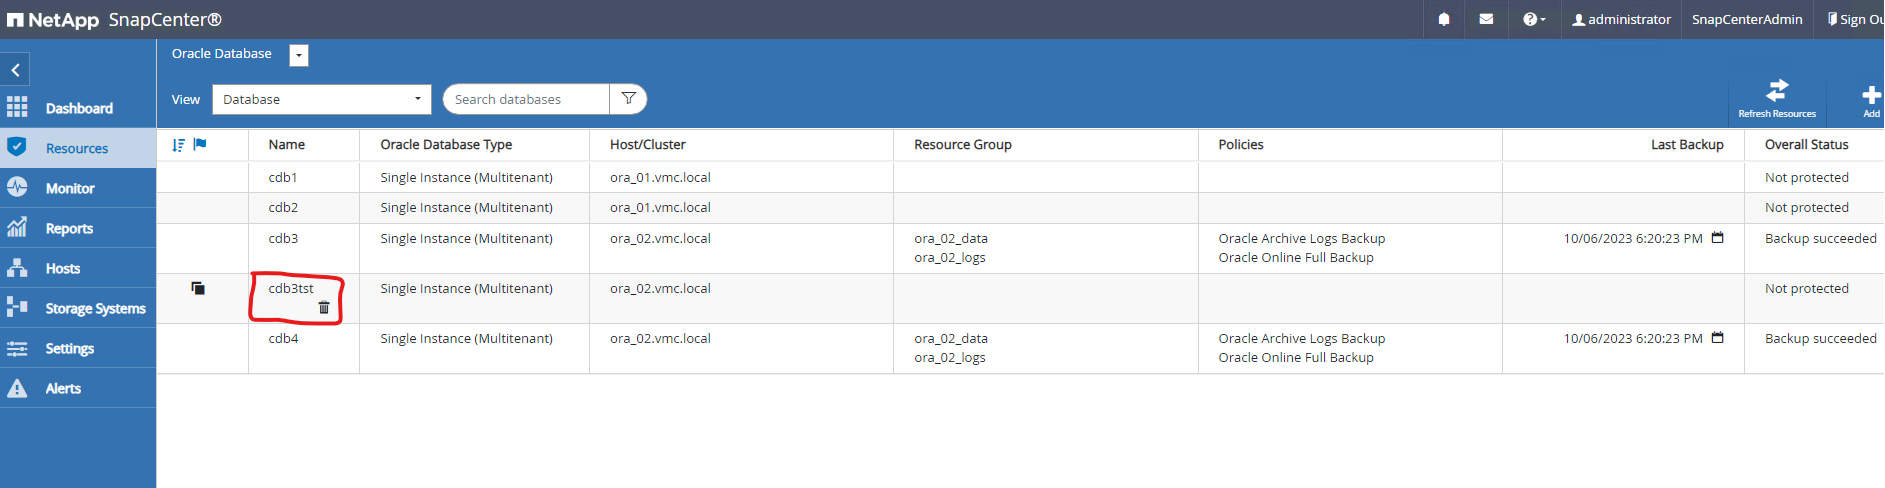 NetApp SnapCenter®
administrator
SnapCenterAdmin
Sign Ou
Oracle Database
View
Database
Search databases
Refresh Resources
Add
Dashboard
Resources
Monitor
Reports
Hosts
Storage Systems
Settings
Alerts
Name Oracle Database Type Host/Cluster Resource Group Policies Last Backup Overall Status
cdb1 Single Instance (Multitenant) ora_01.vmc.local Not protected
cdb2 Single Instance (Multitenant) ora_01.vmc.local Not protected
cdb3 Single Instance (Multitenant) ora_02.vmc.local ora_02_data Oracle Archive Logs Backup 10/06/2023 6:20:23 PM Backup succeeded
ora_02_logs Oracle Online Full Backup
cdb3tst Single Instance (Multitenant) ora_02.vmc.local Not protected
cdb4 Single Instance (Multitenant) ora_02.vmc.local ora_02_data Oracle Archive Logs Backup 10/06/2023 6:20:23 PM Backup succeeded
ora_02_logs Oracle Online Full Backup